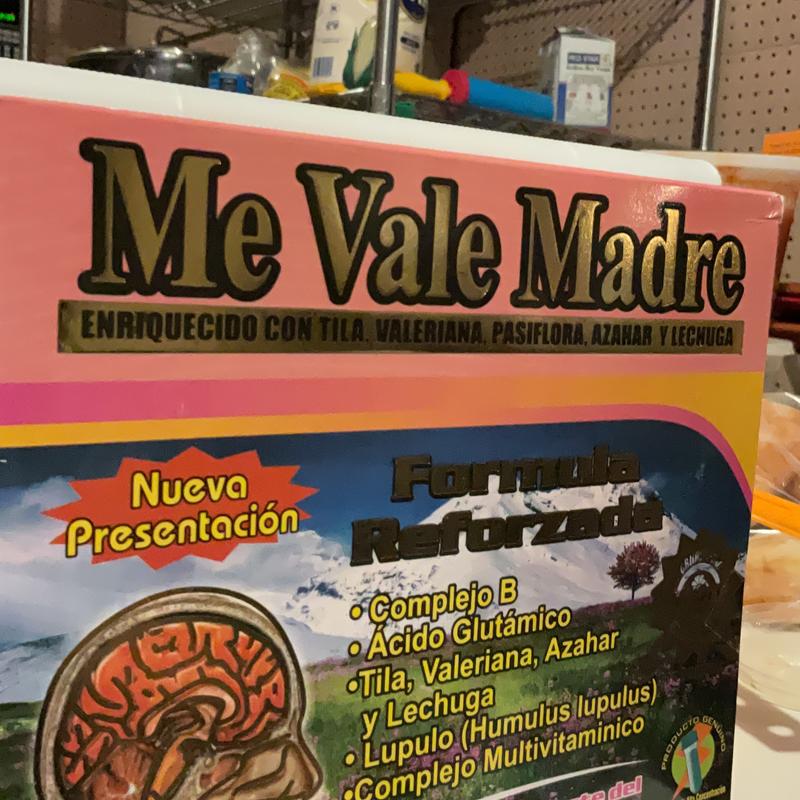 Me Vale Madre
ENRIQUECIDO CON TILA, VALERIANA, PASIFLORA, AZAHAR Y LECHUGA
Nueva
Presentación
Formula
Reforzada
• Complejo B
• Ácido Glutámico
• Tila, Valeriana, Azahar
y Lechuga
• Lupulo (Humulus lupulus)
• Complejo Multivitaminico
PRODUCTO GENUINO